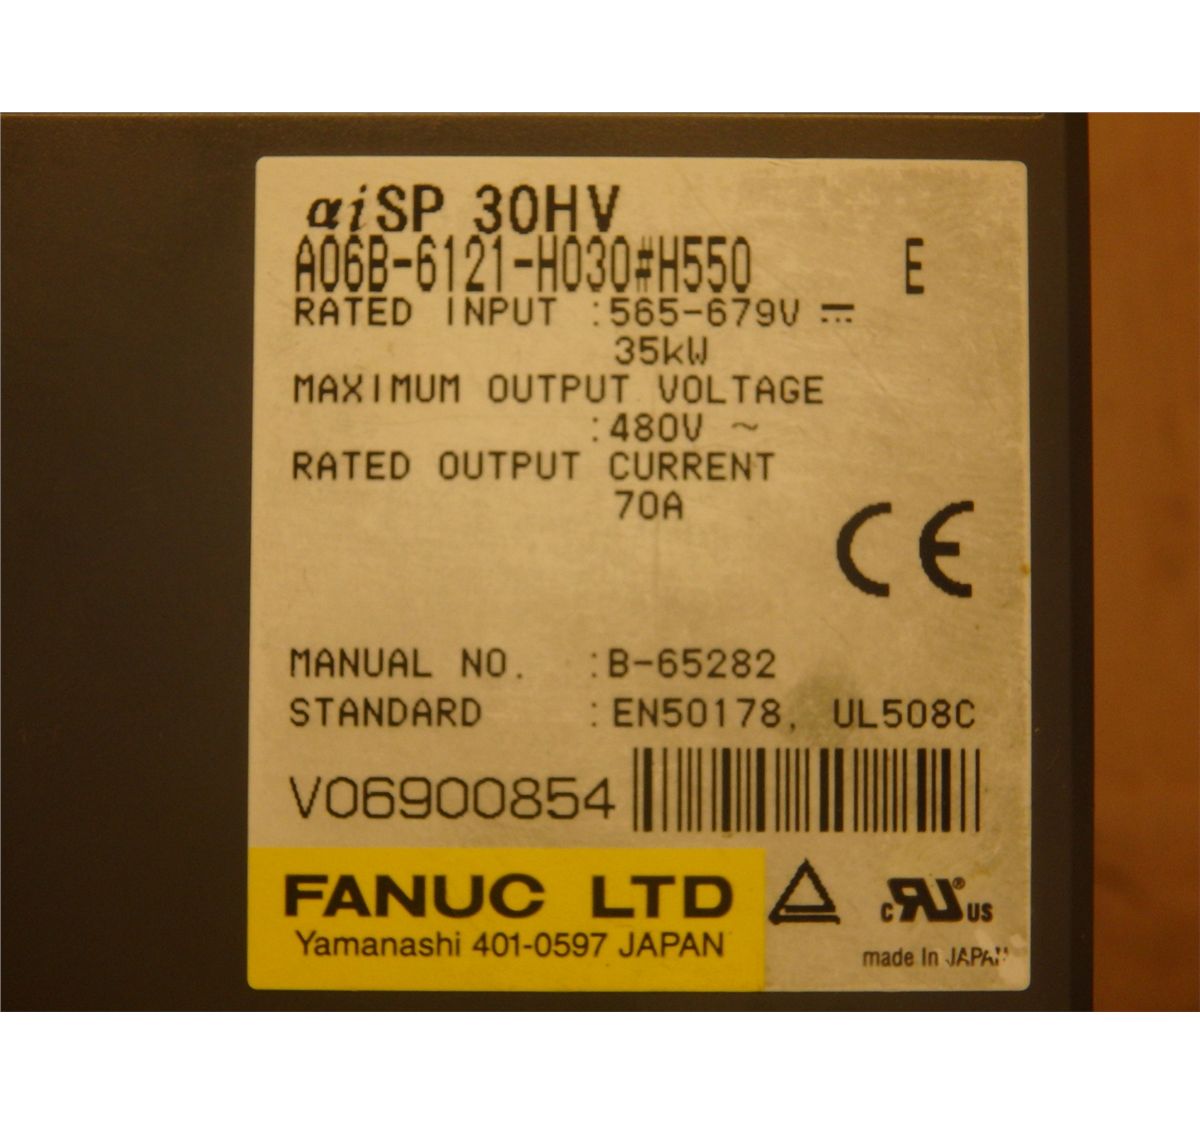 αiSP 30HV
A06B-6121-H030#H550 E
RATED INPUT :565-679V ⎓
35kW
MAXIMUM OUTPUT VOLTAGE
:480V ~
RATED OUTPUT CURRENT
70A
CE
MANUAL NO. :B-65282
STANDARD :EN50178, UL508C
V06900854
FANUC LTD
Yamanashi 401-0597 JAPAN
c RU ® US
made In JAPAN